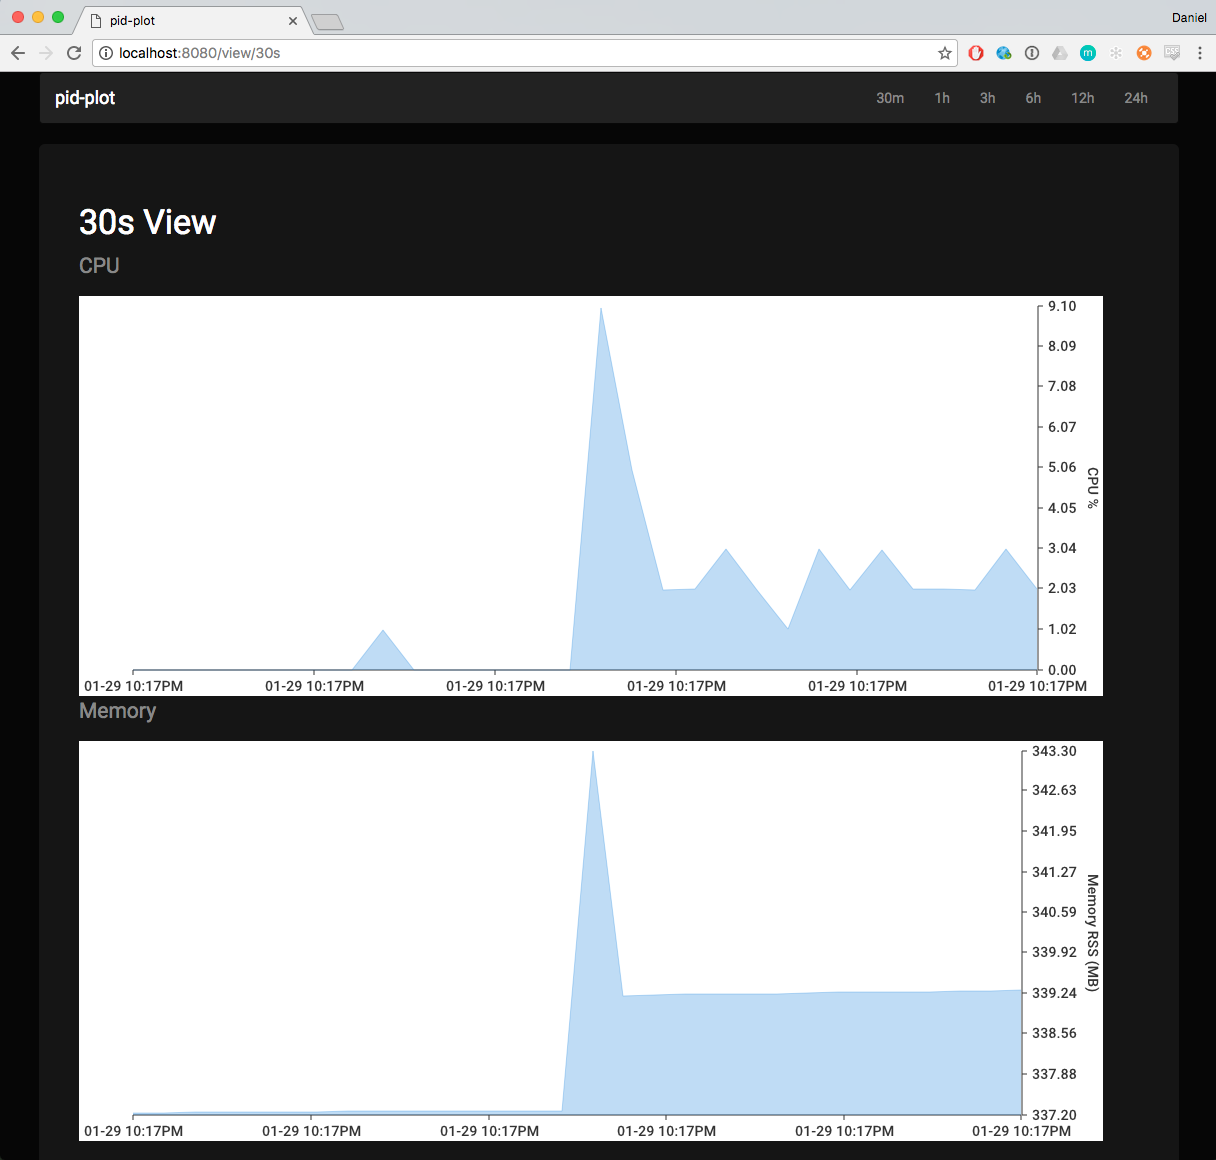 pid-plot
Daniel
localhost:8080/view/30s
pid-plot
30m 1h 3h 6h 12h 24h
30s View
CPU
9.10
8.09
7.08
6.07
5.06
4.05
3.04
2.03
1.02
0.00
CPU %
01-29 10:17PM 01-29 10:17PM 01-29 10:17PM 01-29 10:17PM 01-29 10:17PM 01-29 10:17PM
Memory
343.30
342.63
341.95
341.27
340.59
339.92
339.24
338.56
337.88
337.20
Memory RSS (MB)
01-29 10:17PM 01-29 10:17PM 01-29 10:17PM 01-29 10:17PM 01-29 10:17PM 01-29 10:17PM